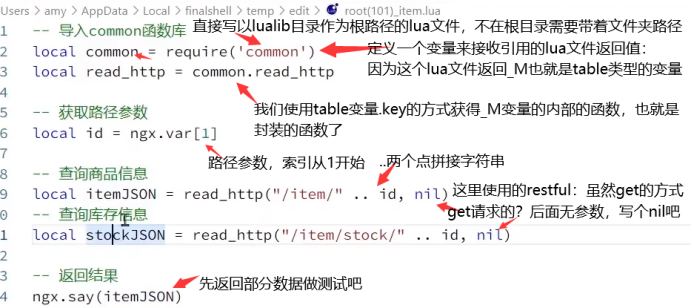 Users > amy > AppData > Local > finalshell > temp > edit > root(101)_item.lua
1 -- 导入common函数库
直接写以lualib目录作为根路径的lua文件，不在根目录需要带着文件夹路径
2 local common = require('common')
定义一个变量来接收引用的lua文件返回值：
因为这个lua文件返回_M也就是table类型的变量
3 local read_http = common.read_http
我们使用table变量.key的方式获得_M变量的内部的函数，也就是
封装的函数了
5 -- 获取路径参数
6 local id = ngx.var[1]
路径参数，索引从1开始
..两个点拼接字符串
8 -- 查询商品信息
9 local itemJSON = read_http("/item/" .. id, nil)
这里使用的restful：虽然get的方式
get请求的？后面无参数，写个nil吧
0 -- 查询库存信息
1 local stockJSON = read_http("/item/stock/" .. id, nil)
3 -- 返回结果
先返回部分数据做测试吧
4 ngx.say(itemJSON)